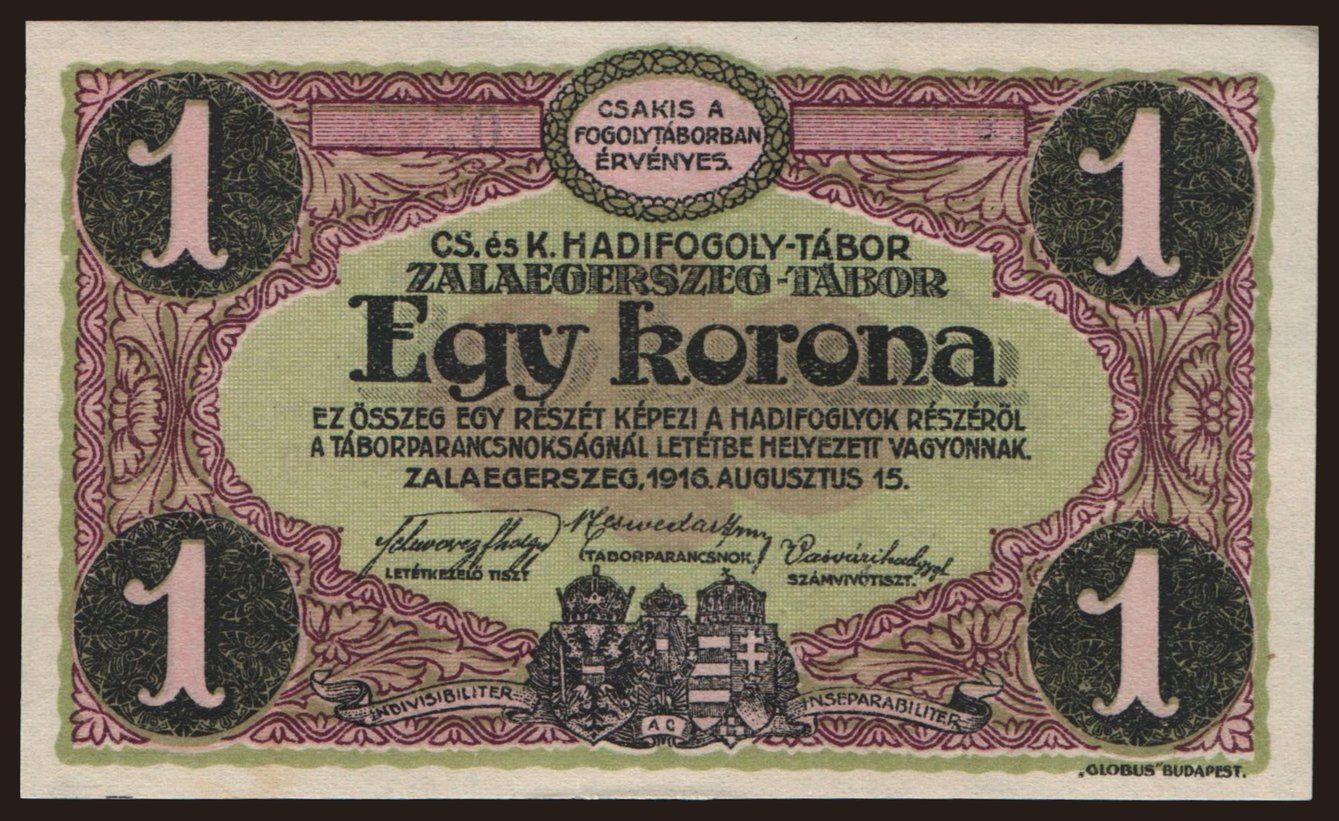 1
1
CSAKIS A
FOGOLYTÁBORBAN
ÉRVÉNYES.
CS. és K. HADIFOGOLY-TÁBOR
ZALAEGERSZEG-TÁBOR
Egy korona
EZ ÖSSZEG EGY RÉSZÉT KÉPEZI A HADIFOGLYOK RÉSZÉRŐL
A TÁBORPARANCSNOKSÁGNÁL LETÉTBE HELYEZETT VAGYONNAK.
ZALAEGERSZEG, 1916. AUGUSZTUS 15.
LETÉTKEZELŐ TISZT
TÁBORPARANCSNOK.
SZÁMVIVŐTISZT.
1
1
INDIVISIBILITER
INSEPARABILITER
„GLOBUS" BUDAPEST.